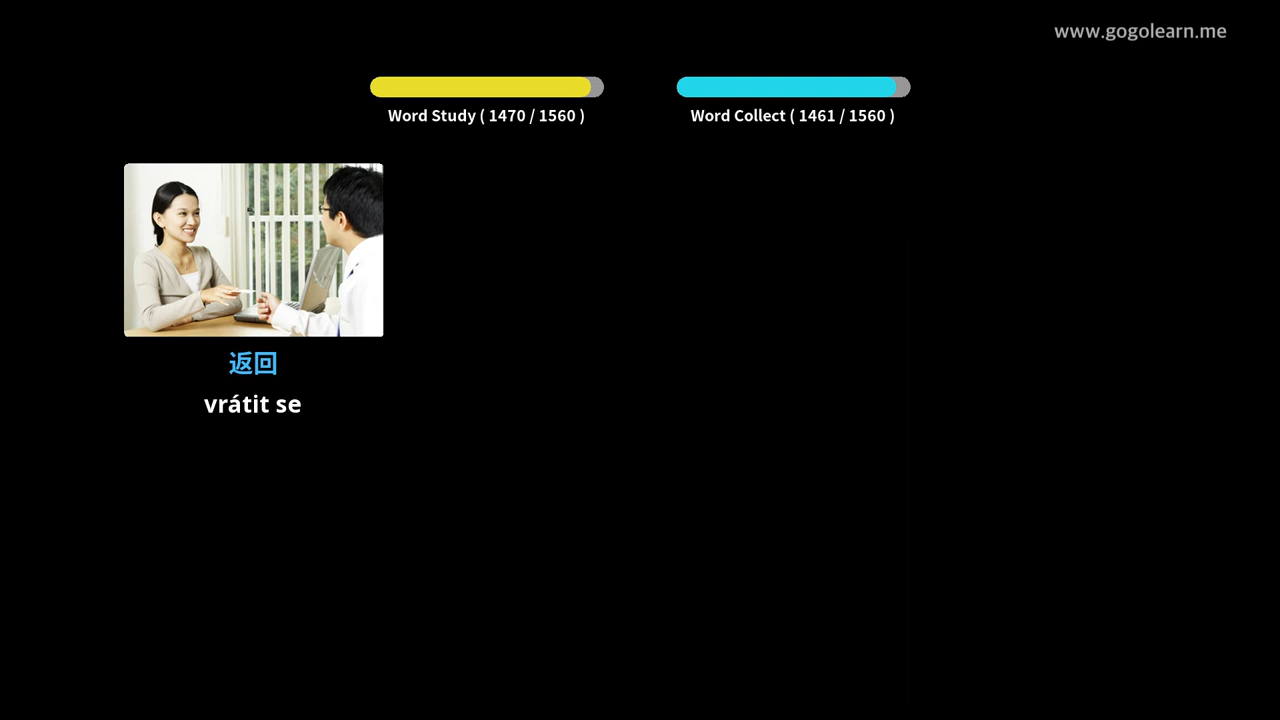 www.gogolearn.me
Word Study ( 1470 / 1560 )
Word Collect ( 1461 / 1560 )
返回
vrátit se